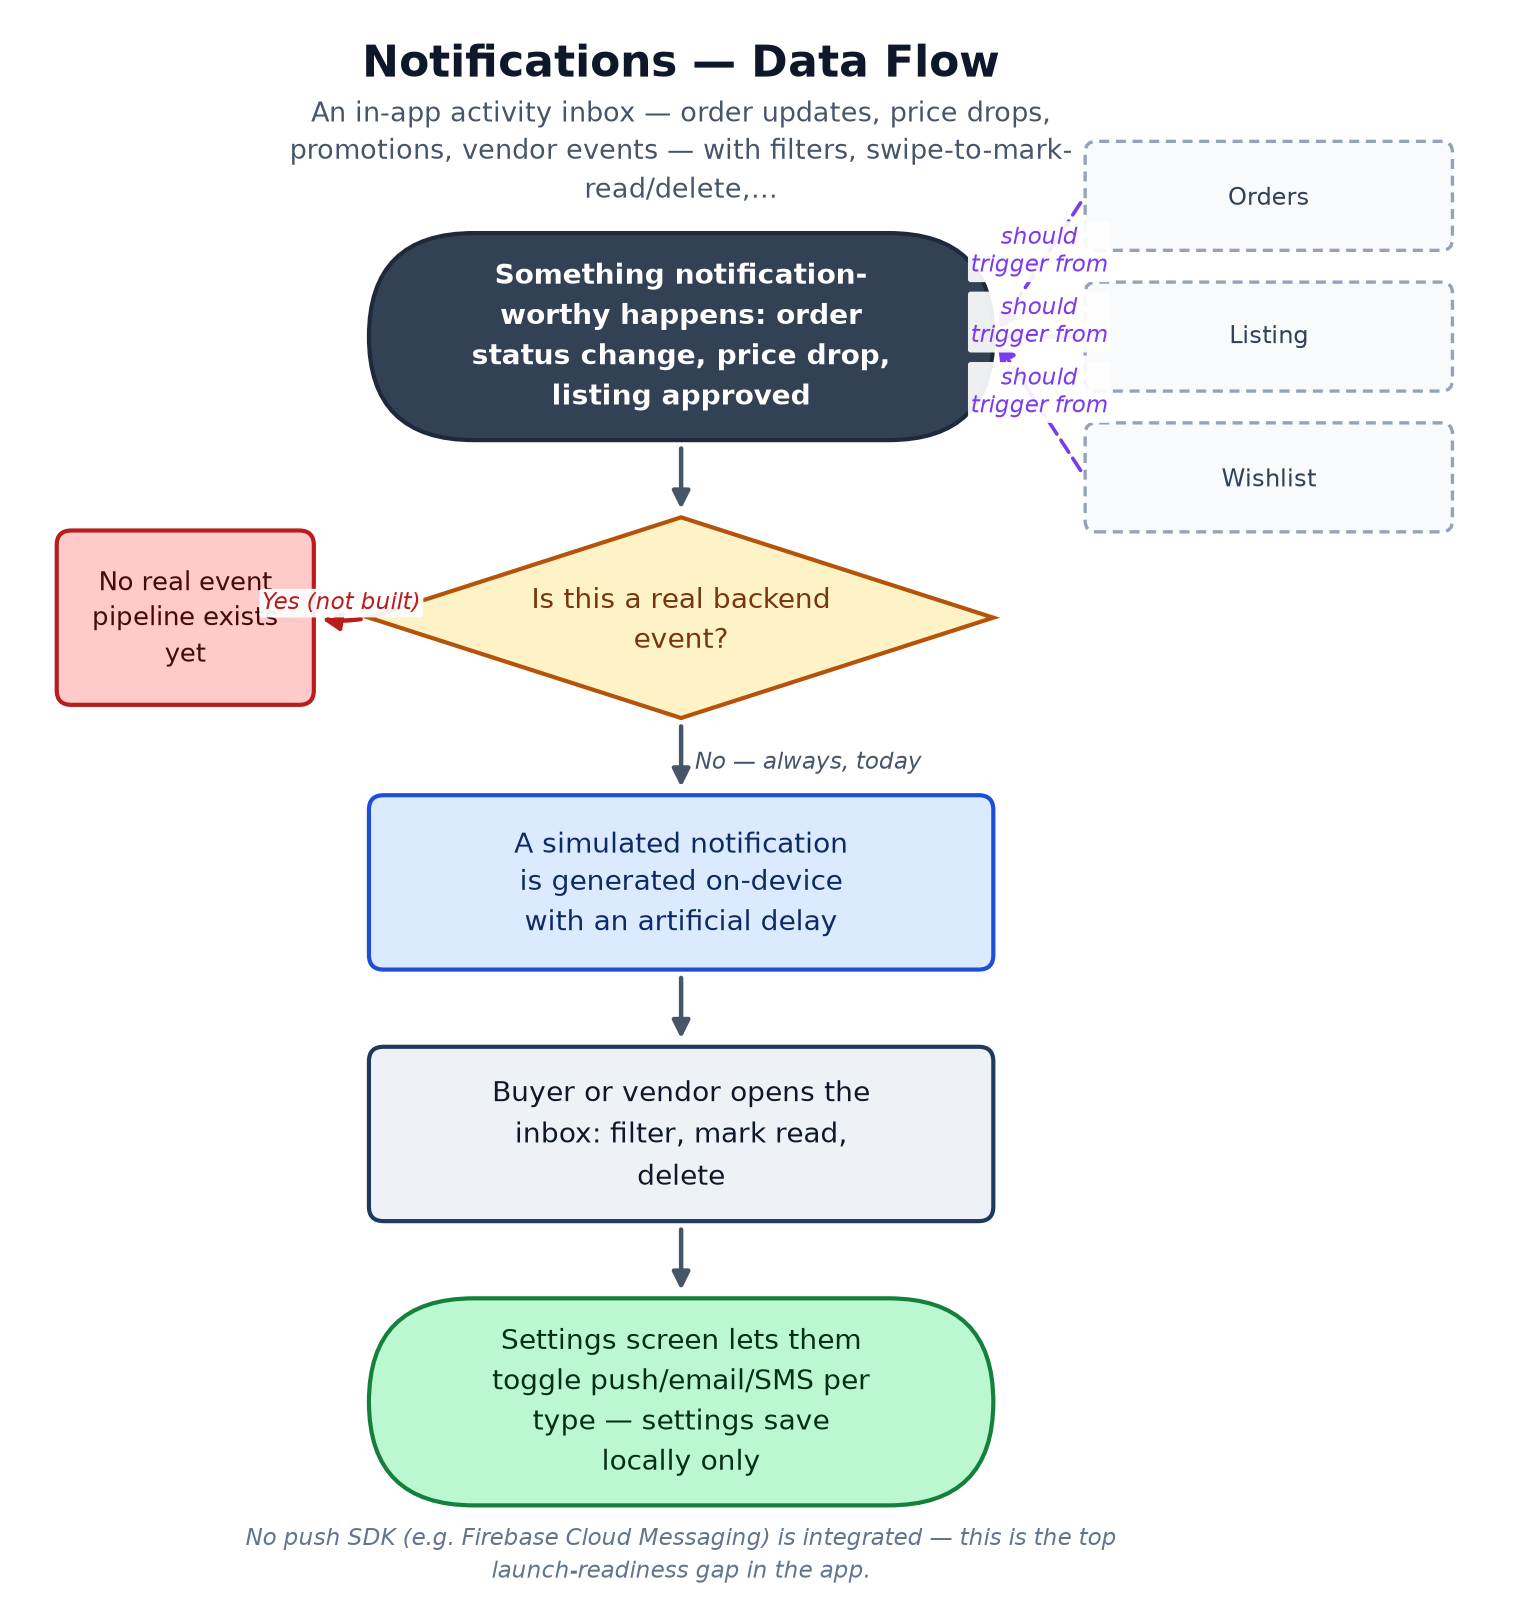 Notifications — Data Flow
An in-app activity inbox — order updates, price drops,
promotions, vendor events — with filters, swipe-to-mark-
read/delete,...
Orders
should
trigger from
Something notification-
worthy happens: order
status change, price drop,
listing approved
should
trigger from
Listing
should
trigger from
Wishlist
No real event
pipeline exists
yet
Yes (not built)
Is this a real backend
event?
No — always, today
A simulated notification
is generated on-device
with an artificial delay
Buyer or vendor opens the
inbox: filter, mark read,
delete
Settings screen lets them
toggle push/email/SMS per
type — settings save
locally only
No push SDK (e.g. Firebase Cloud Messaging) is integrated — this is the top
launch-readiness gap in the app.